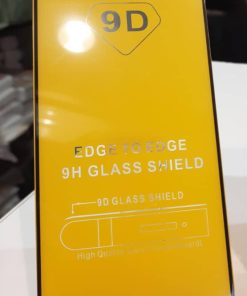 9D
EDGE TO EDGE
9H GLASS SHIELD
9D GLASS SHIELD
High Quality